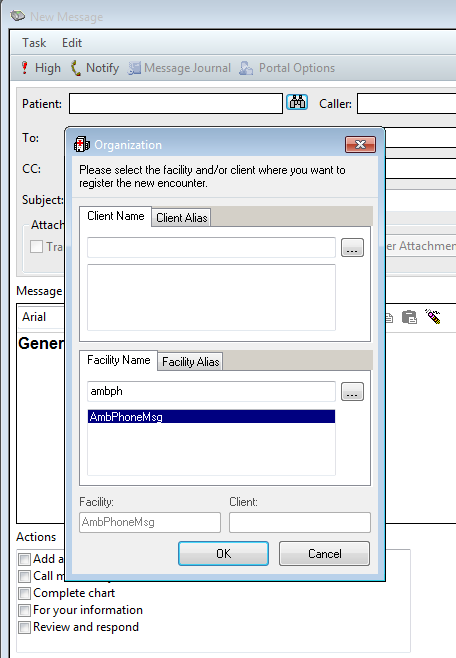 New Message
Task Edit
High Notify Message Journal Portal Options
Patient: Caller:
To:
CC:
Subject:
Attach
Tra er Attachmen
Message
Arial
Gener
Organization
Please select the facility and/or client where you want to
register the new encounter.
Client Name Client Alias
...
Facility Name Facility Alias
ambph ...
AmbPhoneMsg
Facility: Client:
AmbPhoneMsg
OK Cancel
Actions
Add a
Call m
Complete chart
For your information
Review and respond